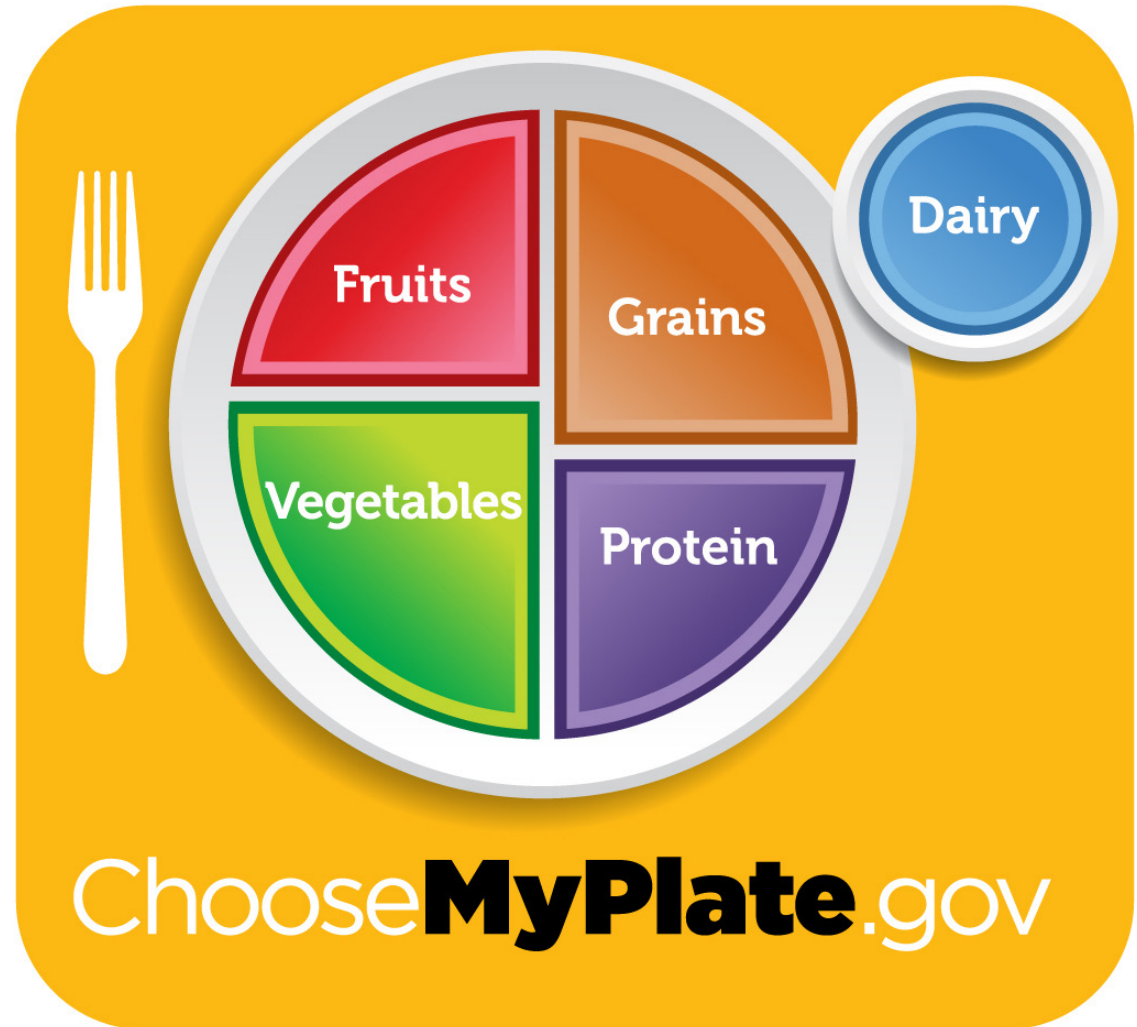 Fruits
Grains
Dairy
Vegetables
Protein
ChooseMyPlate.gov